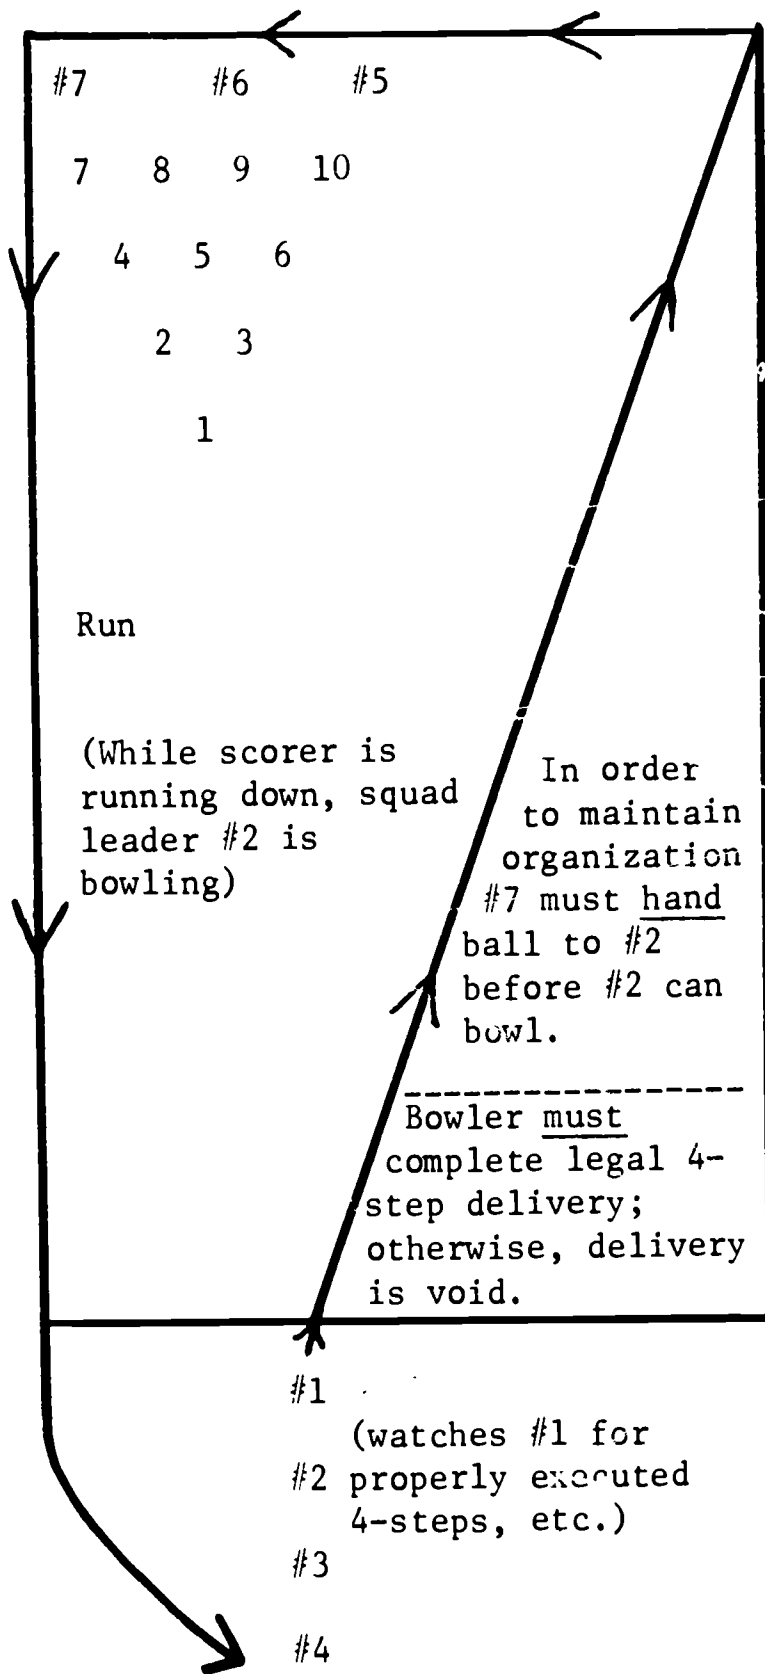 #7 #6 #5
7 8 9 10
4 5 6
2 3
1
Run
(While scorer is
running down, squad
leader #2 is
bowling)
In order
to maintain
organization
#7 must hand
ball to #2
before #2 can
bowl.
Bowler must
complete legal 4-
step delivery;
otherwise, delivery
is void.
#1
(watches #1 for
#2 properly executed
4-steps, etc.)
#3
#4